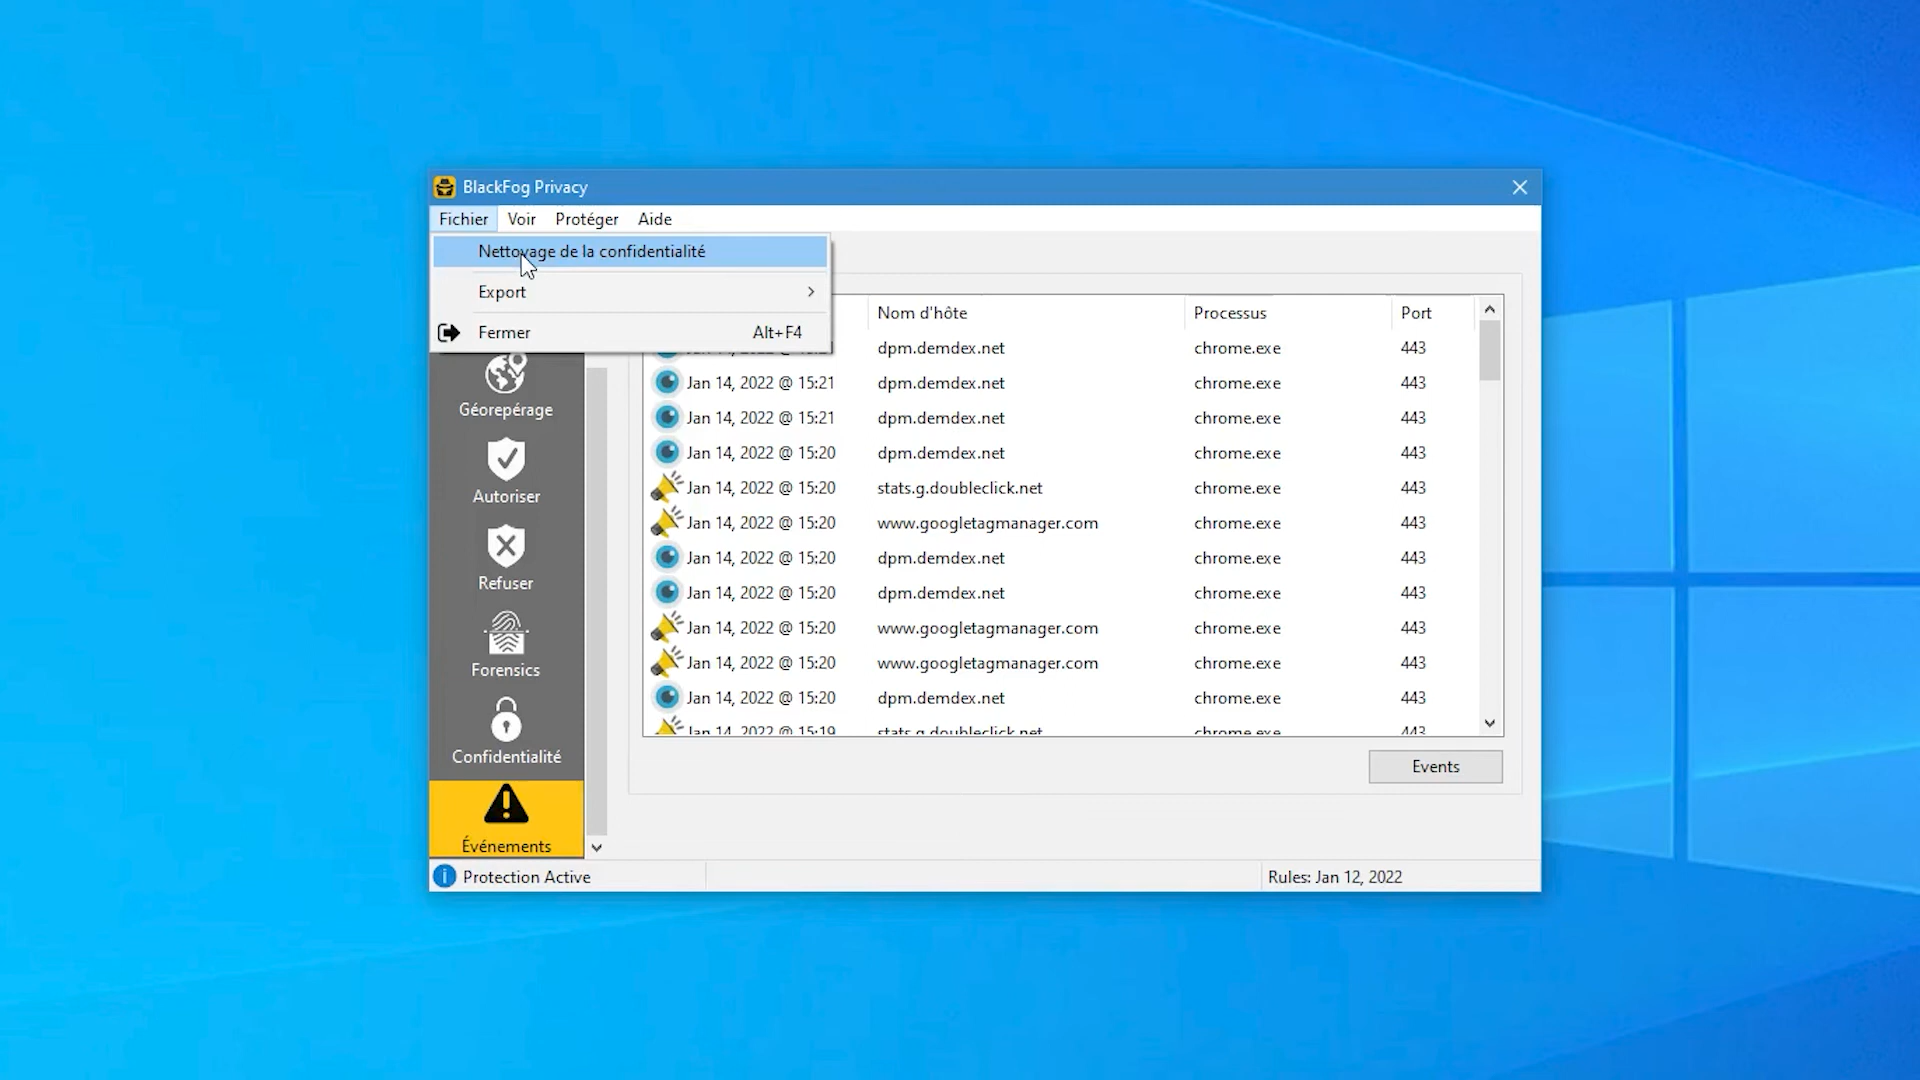 BlackFog Privacy
Fichier Voir Protéger Aide
Nettoyage de la confidentialité
Export
Fermer Alt+F4
Nom d'hôte Processus Port
dpm.demdex.net chrome.exe 443
Jan 14, 2022 @ 15:21 dpm.demdex.net chrome.exe 443
Jan 14, 2022 @ 15:21 dpm.demdex.net chrome.exe 443
Jan 14, 2022 @ 15:20 dpm.demdex.net chrome.exe 443
Jan 14, 2022 @ 15:20 stats.g.doubleclick.net chrome.exe 443
Jan 14, 2022 @ 15:20 www.googletagmanager.com chrome.exe 443
Jan 14, 2022 @ 15:20 dpm.demdex.net chrome.exe 443
Jan 14, 2022 @ 15:20 dpm.demdex.net chrome.exe 443
Jan 14, 2022 @ 15:20 www.googletagmanager.com chrome.exe 443
Jan 14, 2022 @ 15:20 www.googletagmanager.com chrome.exe 443
Jan 14, 2022 @ 15:20 dpm.demdex.net chrome.exe 443
Jan 14, 2022 @ 15:19 stats.g.doubleclick.net chrome.exe 443
Géorepérage
Autoriser
Refuser
Forensics
Confidentialité
Événements
Events
Protection Active
Rules: Jan 12, 2022